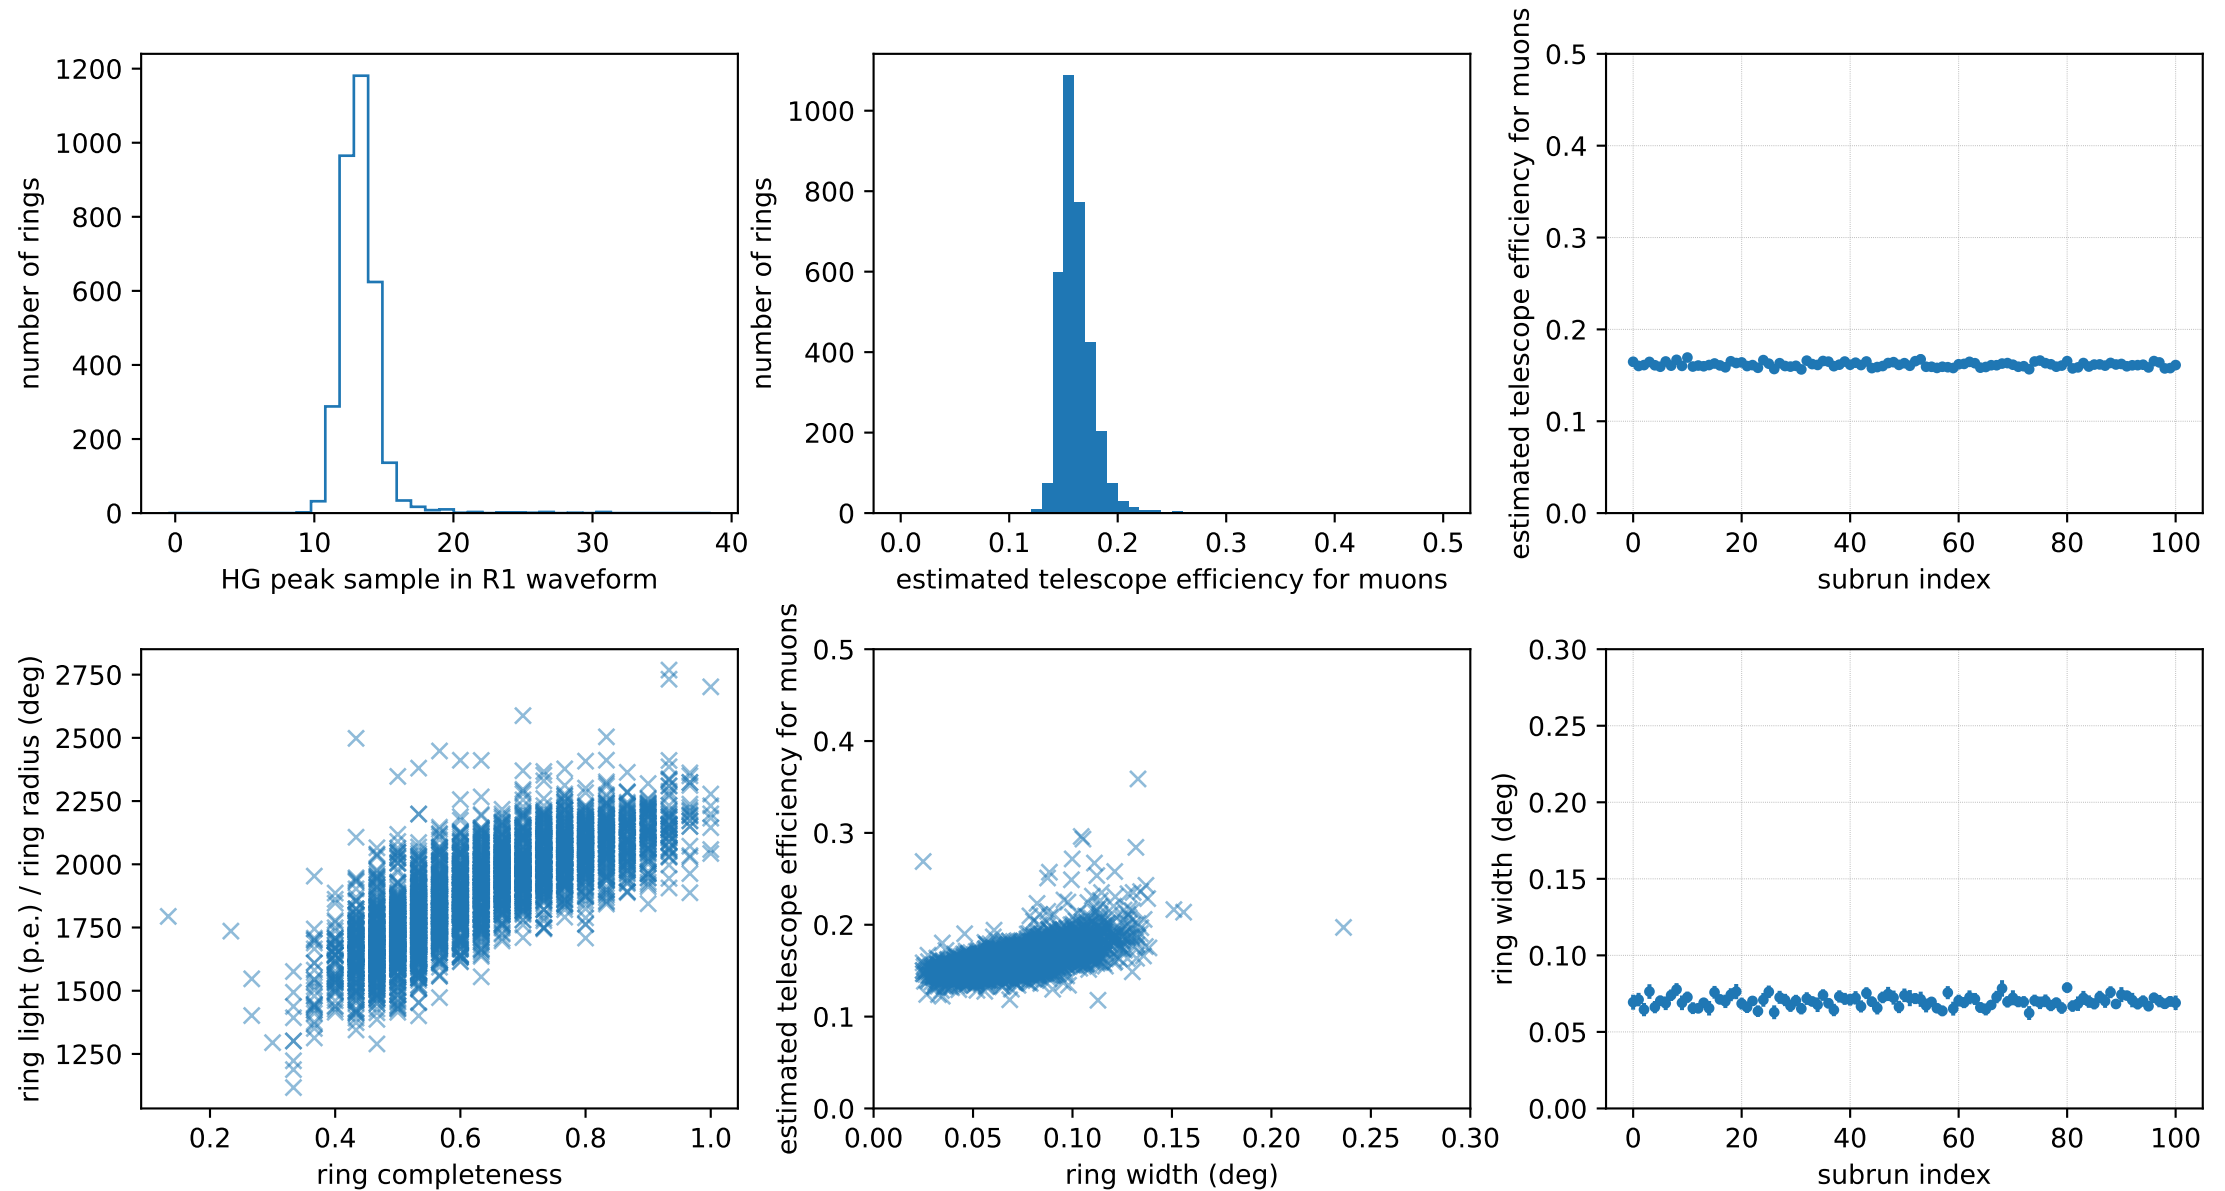 number of rings
1200
1000
800
600
400
200
0
0 10 20 30 40
HG peak sample in R1 waveform
number of rings
1000
800
600
400
200
0
0.0 0.1 0.2 0.3 0.4 0.5
estimated telescope efficiency for muons
estimated telescope efficiency for muons
0.5
0.4
0.3
0.2
0.1
0.0
0 20 40 60 80 100
subrun index
ring light (p.e.) / ring radius (deg)
2750
2500
2250
2000
1750
1500
1250
0.2 0.4 0.6 0.8 1.0
ring completeness
estimated telescope efficiency for muons
0.5
0.4
0.3
0.2
0.1
0.0
0.00 0.05 0.10 0.15 0.20 0.25 0.30
ring width (deg)
ring width (deg)
0.30
0.25
0.20
0.15
0.10
0.05
0.00
0 20 40 60 80 100
subrun index